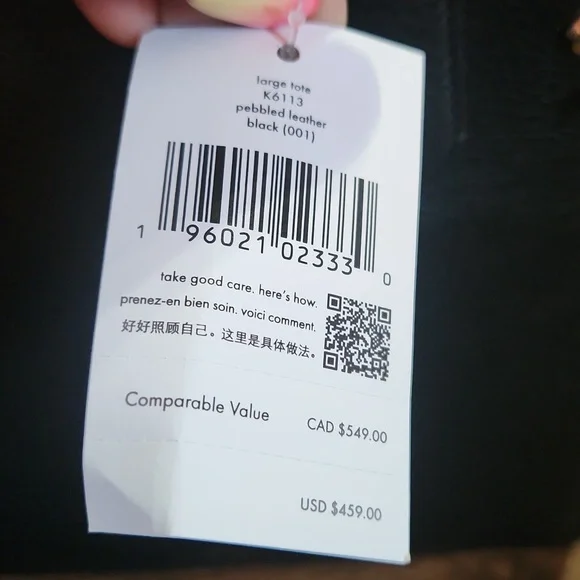 large tote
K6113
pebbled leather
black (001)
1 96021 02333 0
take good care. here's how.
prenez-en bien soin. voici comment.
好好照顾自己。这里是具体做法。
Comparable Value CAD $549.00
USD $459.00